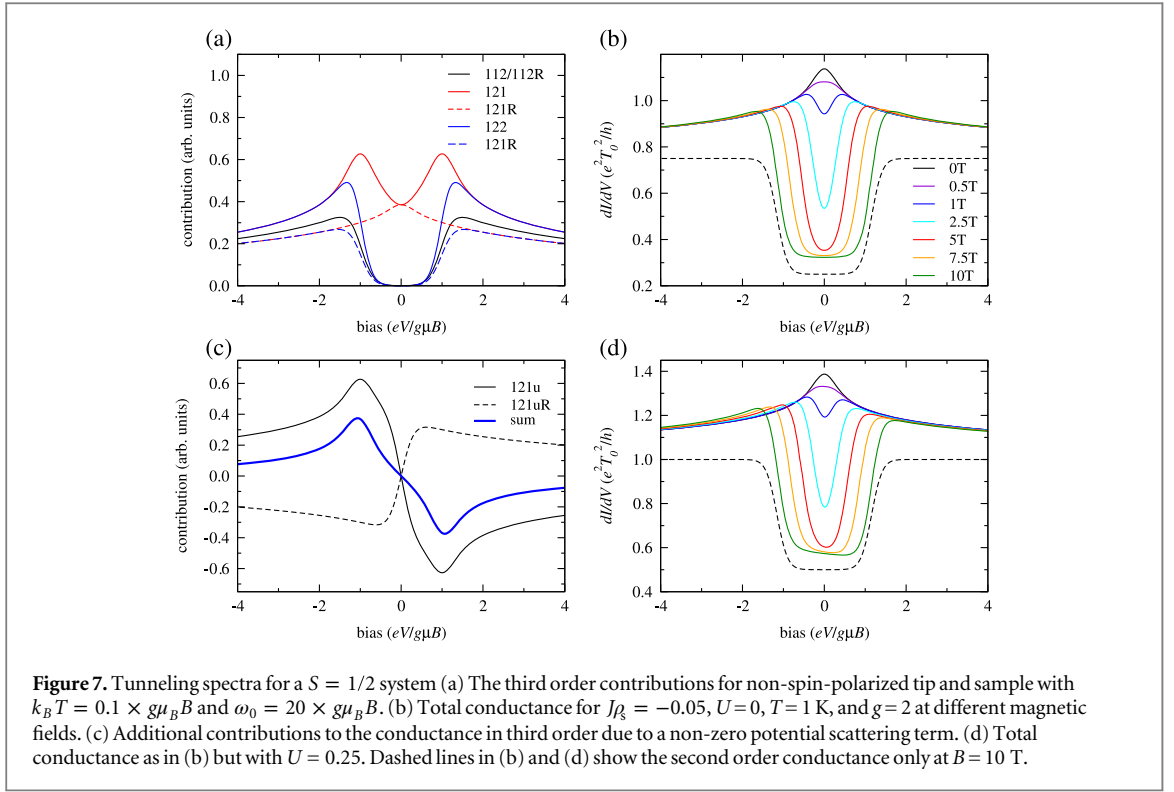 (a)
1.0
0.8
0.6
0.4
0.2
0.0
contribution (arb. units)
-4 -2 0 2 4
bias (eV/gμB)
112/112R
121
121R
122
121R
(b)
1.0
0.8
0.6
0.4
0.2
dI/dV (e²T₀²/h)
-4 -2 0 2 4
bias (eV/gμB)
0T
0.5T
1T
2.5T
5T
7.5T
10T
(c)
0.6
0.4
0.2
0.0
-0.2
-0.4
-0.6
contribution (arb. units)
-4 -2 0 2 4
bias (eV/gμB)
121u
121uR
sum
(d)
1.4
1.2
1.0
0.8
0.6
0.4
dI/dV (e²T₀²/h)
-4 -2 0 2 4
bias (eV/gμB)
Figure 7. Tunneling spectra for a S = 1/2 system (a) The third order contributions for non-spin-polarized tip and sample with
k_BT = 0.1 × gμ_BB and ω₀ = 20 × gμ_BB. (b) Total conductance for Jρₛ = −0.05, U = 0, T = 1 K, and g = 2 at different magnetic
fields. (c) Additional contributions to the conductance in third order due to a non-zero potential scattering term. (d) Total
conductance as in (b) but with U = 0.25. Dashed lines in (b) and (d) show the second order conductance only at B = 10 T.